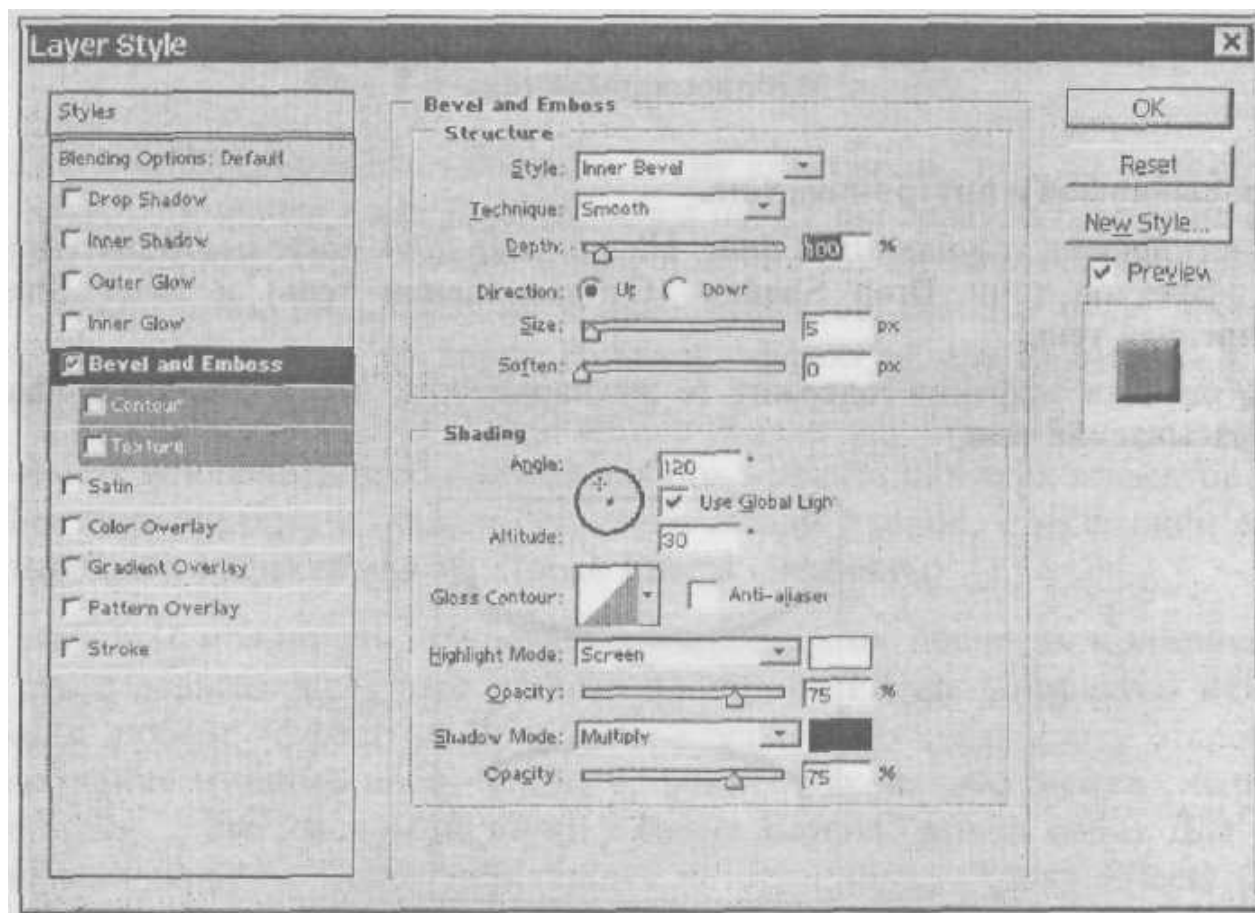 Layer Style
Styles
Blending Options: Default
Drop Shadow
Inner Shadow
Outer Glow
Inner Glow
Bevel and Emboss
Contour
Texture
Satin
Color Overlay
Gradient Overlay
Pattern Overlay
Stroke
Bevel and Emboss
Structure
Style: Inner Bevel
Technique: Smooth
Depth: 100 %
Direction: Up Down
Size: 5 px
Soften: 0 px
Shading
Angle: 120 °
Use Global Ligh
Altitude: 30 °
Gloss Contour: Anti-aliased
Highlight Mode: Screen
Opacity: 75 %
Shadow Mode: Multiply
Opacity: 75 %
OK
Reset
New Style...
Preview